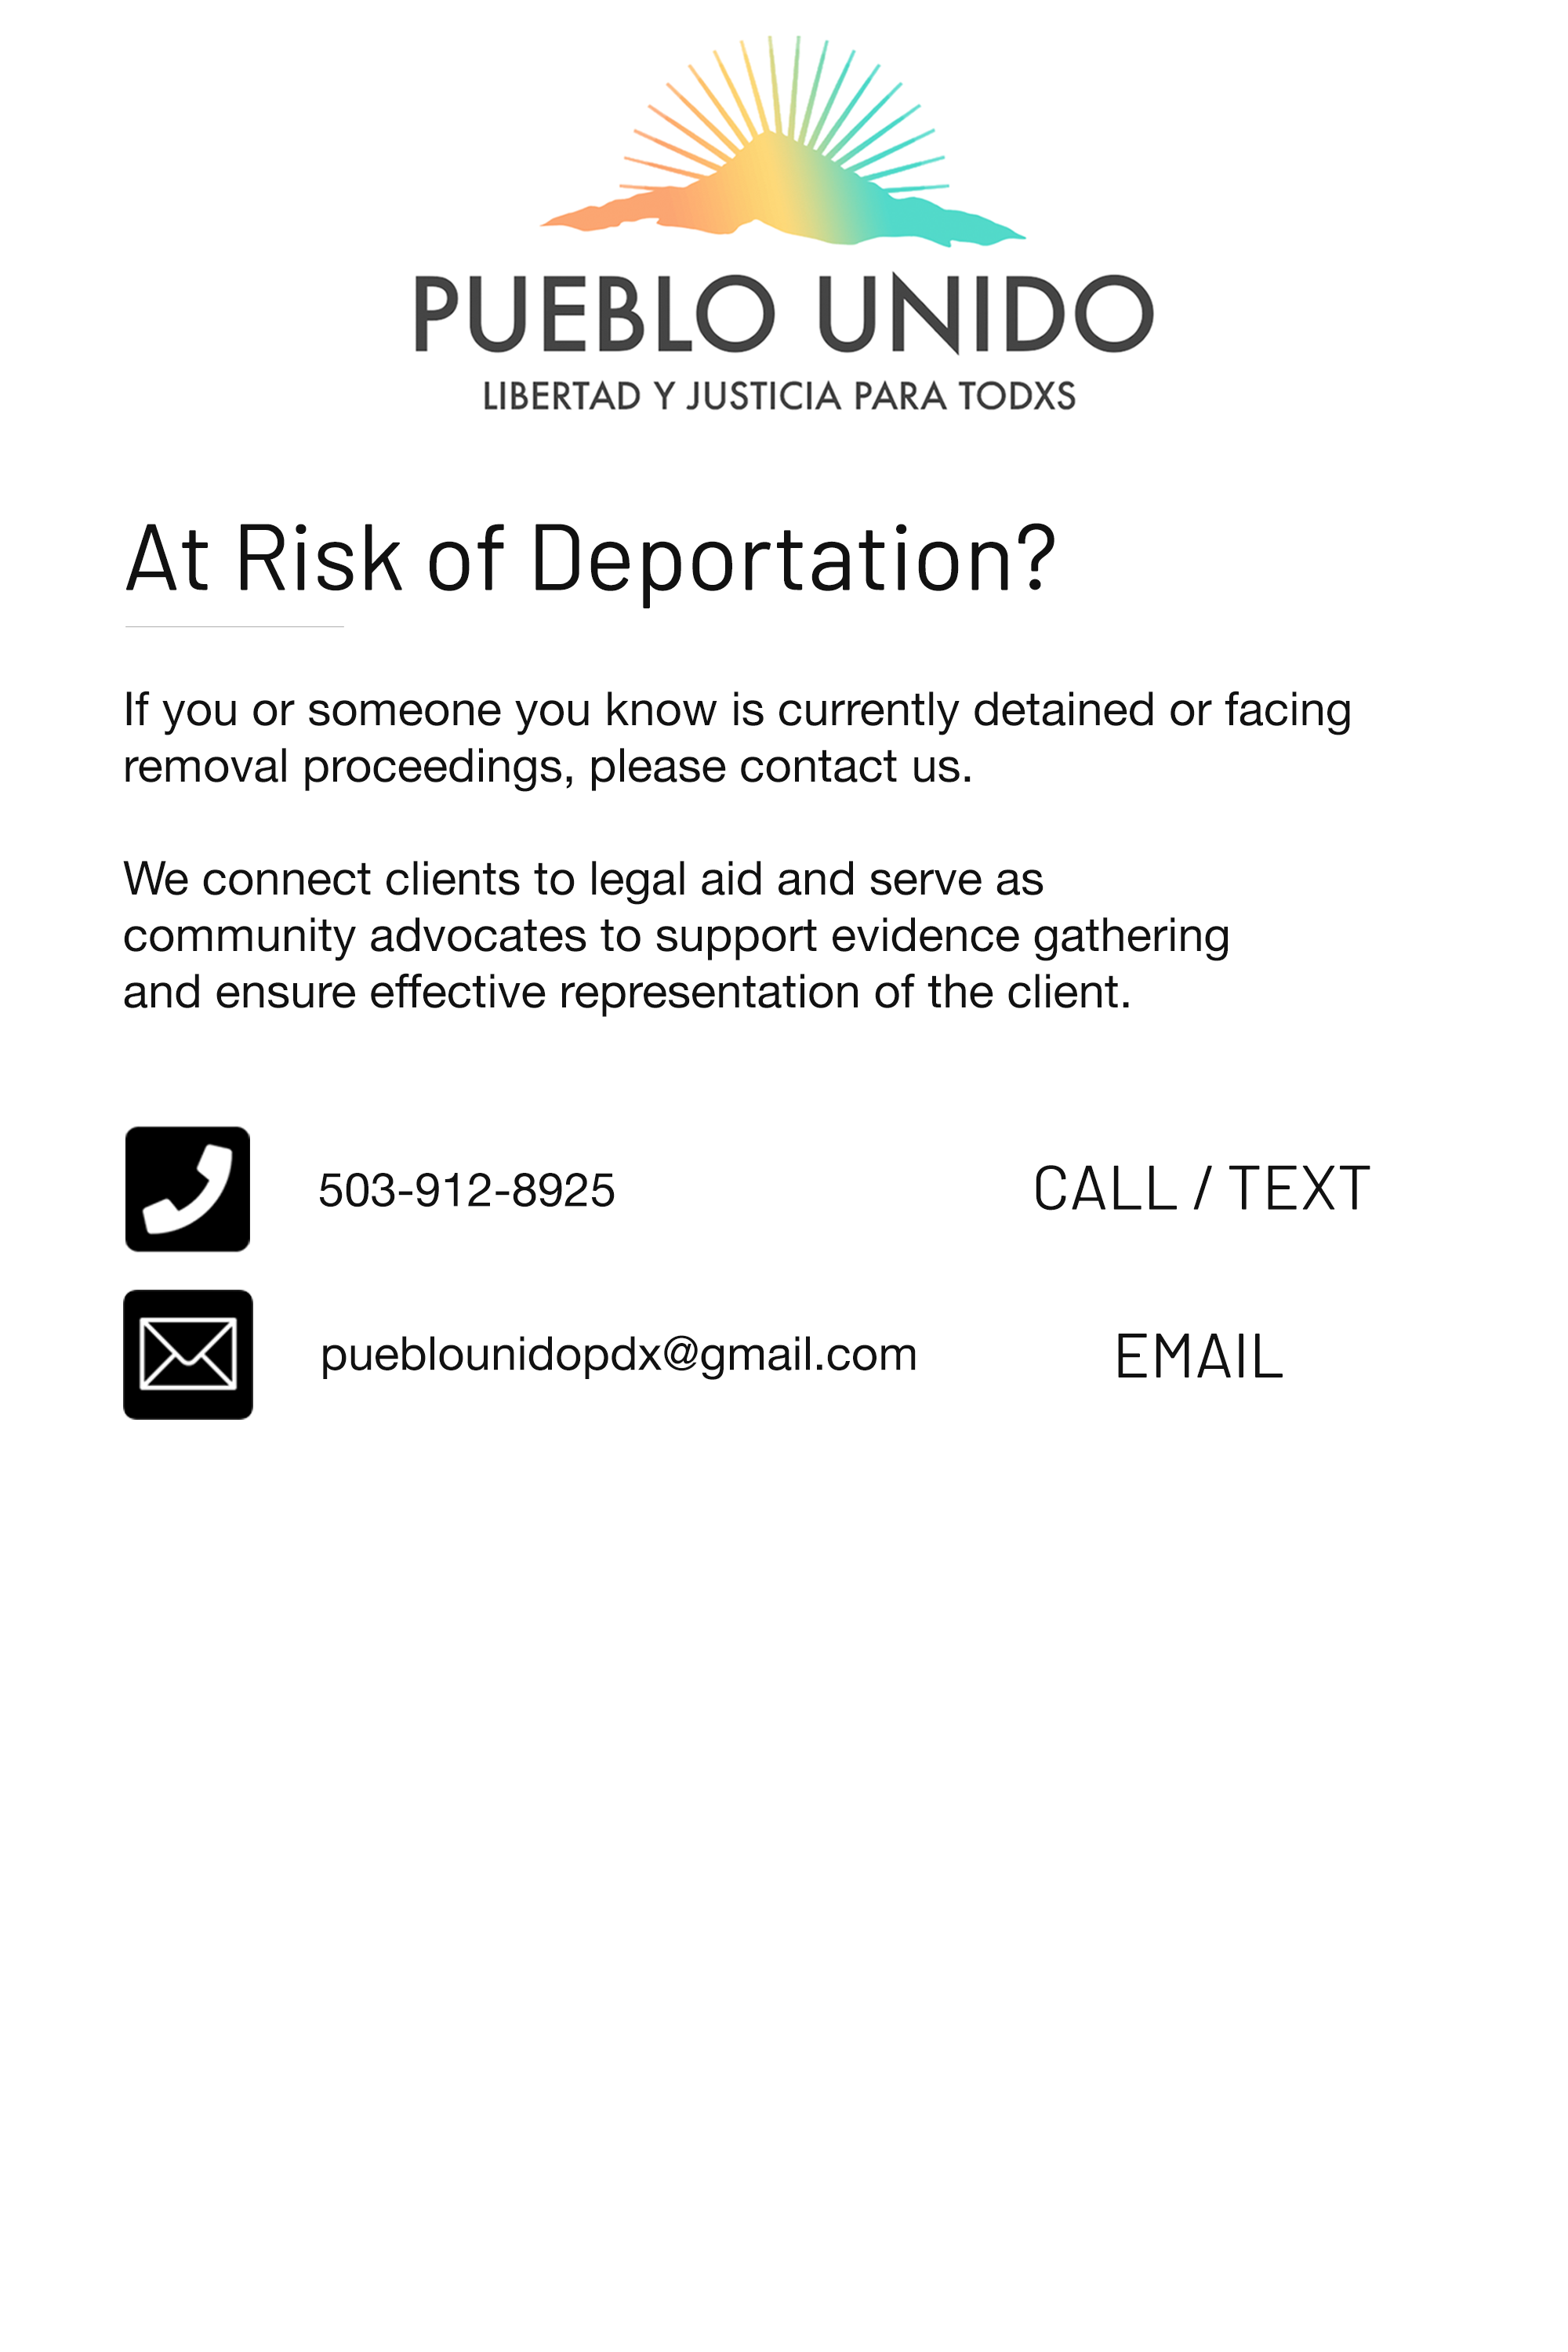 PUEBLO UNIDO
LIBERTAD Y JUSTICIA PARA TODXS
At Risk of Deportation?
If you or someone you know is currently detained or facing
removal proceedings, please contact us.
We connect clients to legal aid and serve as
community advocates to support evidence gathering
and ensure effective representation of the client.
503-912-8925 CALL / TEXT
pueblounidopdx@gmail.com EMAIL